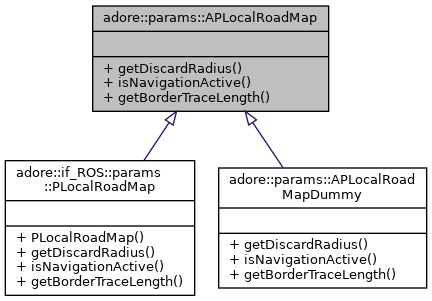 adore::params::APLocalRoadMap
+ getDiscardRadius()
+ isNavigationActive()
+ getBorderTraceLength()
adore::if_ROS::params
::PLocalRoadMap
+ PLocalRoadMap()
+ getDiscardRadius()
+ isNavigationActive()
+ getBorderTraceLength()
adore::params::APLocalRoad
MapDummy
+ getDiscardRadius()
+ isNavigationActive()
+ getBorderTraceLength()